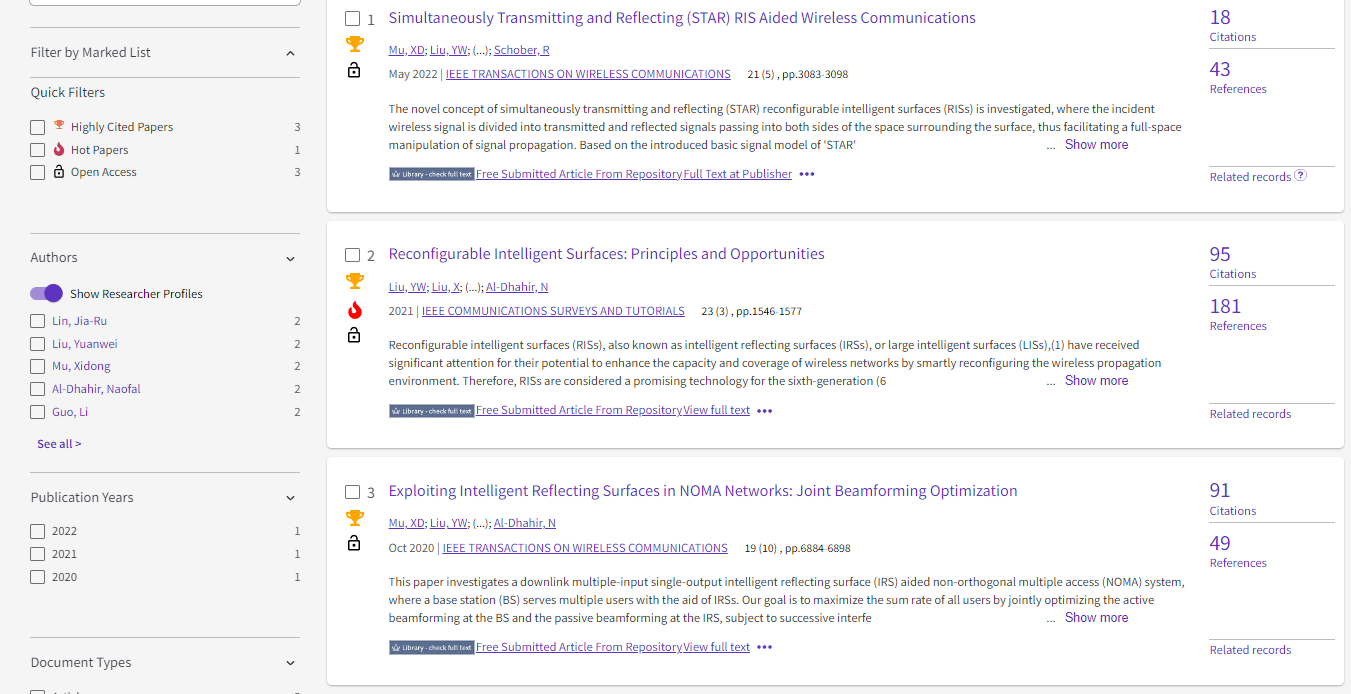 Filter by Marked List
Quick Filters
Highly Cited Papers 3
Hot Papers 1
Open Access 3
Authors
Show Researcher Profiles
Lin, Jia-Ru 2
Liu, Yuanwei 2
Mu, Xidong 2
Al-Dhahir, Naofal 2
Guo, Li 2
See all >
Publication Years
2022 1
2021 1
2020 1
Document Types
1 Simultaneously Transmitting and Reflecting (STAR) RIS Aided Wireless Communications
Mu, XD; Liu, YW; (...); Schober, R
May 2022 | IEEE TRANSACTIONS ON WIRELESS COMMUNICATIONS 21 (5) , pp.3083-3098
The novel concept of simultaneously transmitting and reflecting (STAR) reconfigurable intelligent surfaces (RISs) is investigated, where the incident
wireless signal is divided into transmitted and reflected signals passing into both sides of the space surrounding the surface, thus facilitating a full-space
manipulation of signal propagation. Based on the introduced basic signal model of 'STAR' ... Show more
Library - check full text Free Submitted Article From Repository Full Text at Publisher •••
18
Citations
43
References
Related records ?
2 Reconfigurable Intelligent Surfaces: Principles and Opportunities
Liu, YW; Liu, X; (...); Al-Dhahir, N
2021 | IEEE COMMUNICATIONS SURVEYS AND TUTORIALS 23 (3) , pp.1546-1577
Reconfigurable intelligent surfaces (RISs), also known as intelligent reflecting surfaces (IRSs), or large intelligent surfaces (LISs),(1) have received
significant attention for their potential to enhance the capacity and coverage of wireless networks by smartly reconfiguring the wireless propagation
environment. Therefore, RISs are considered a promising technology for the sixth-generation (6 ... Show more
Library - check full text Free Submitted Article From Repository View full text •••
95
Citations
181
References
Related records
3 Exploiting Intelligent Reflecting Surfaces in NOMA Networks: Joint Beamforming Optimization
Mu, XD; Liu, YW; (...); Al-Dhahir, N
Oct 2020 | IEEE TRANSACTIONS ON WIRELESS COMMUNICATIONS 19 (10) , pp.6884-6898
This paper investigates a downlink multiple-input single-output intelligent reflecting surface (IRS) aided non-orthogonal multiple access (NOMA) system,
where a base station (BS) serves multiple users with the aid of IRSs. Our goal is to maximize the sum rate of all users by jointly optimizing the active
beamforming at the BS and the passive beamforming at the IRS, subject to successive interfe ... Show more
Library - check full text Free Submitted Article From Repository View full text •••
91
Citations
49
References
Related records